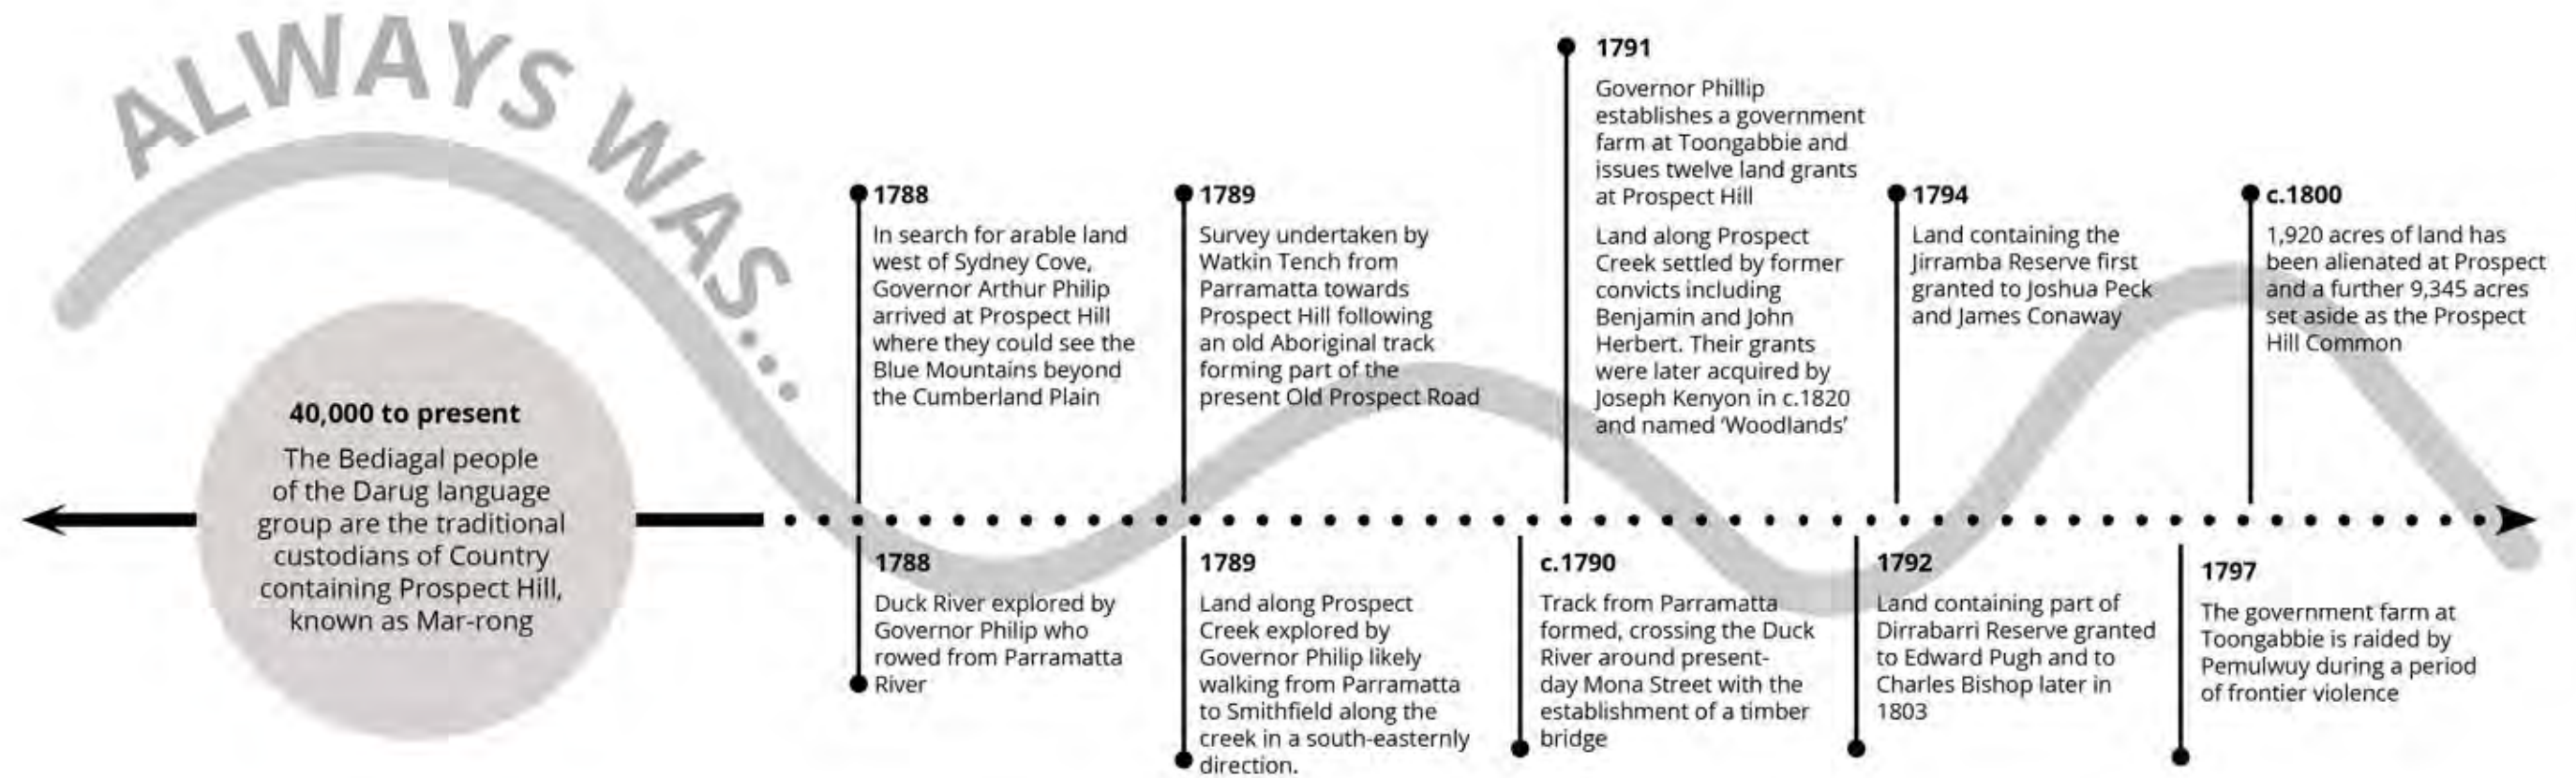 ALWAYS WAS...
40,000 to present
The Bediagal people
of the Darug language
group are the traditional
custodians of Country
containing Prospect Hill,
known as Mar-rong
1788
In search for arable land
west of Sydney Cove,
Governor Arthur Philip
arrived at Prospect Hill
where they could see the
Blue Mountains beyond
the Cumberland Plain
1788
Duck River explored by
Governor Philip who
rowed from Parramatta
River
1789
Survey undertaken by
Watkin Tench from
Parramatta towards
Prospect Hill following
an old Aboriginal track
forming part of the
present Old Prospect Road
1789
Land along Prospect
Creek explored by
Governor Philip likely
walking from Parramatta
to Smithfield along the
creek in a south-easternly
direction.
c.1790
Track from Parramatta
formed, crossing the Duck
River around present-
day Mona Street with the
establishment of a timber
bridge
1791
Governor Phillip
establishes a government
farm at Toongabbie and
issues twelve land grants
at Prospect Hill
Land along Prospect
Creek settled by former
convicts including
Benjamin and John
Herbert. Their grants
were later acquired by
Joseph Kenyon in c.1820
and named ‘Woodlands’
1792
Land containing part of
Dirrabarri Reserve granted
to Edward Pugh and to
Charles Bishop later in
1803
1794
Land containing the
Jirramba Reserve first
granted to Joshua Peck
and James Conaway
1797
The government farm at
Toongabbie is raided by
Pemulwuy during a period
of frontier violence
c.1800
1,920 acres of land has
been alienated at Prospect
and a further 9,345 acres
set aside as the Prospect
Hill Common